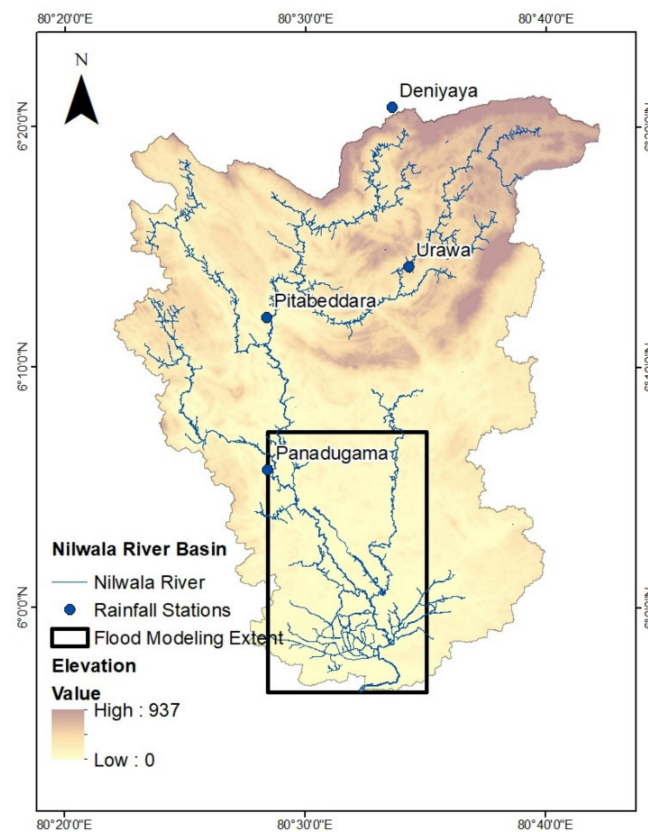 80°20'0"E
80°30'0"E
80°40'0"E
N
Deniyaya
6°20'0"N
Urawa
Pitabeddara
6°10'0"N
Panadugama
Nilwala River Basin
Nilwala River
Rainfall Stations
6°0'0"N
Flood Modeling Extent
Elevation
Value
High : 937
Low : 0
80°20'0"E
80°30'0"E
80°40'0"E